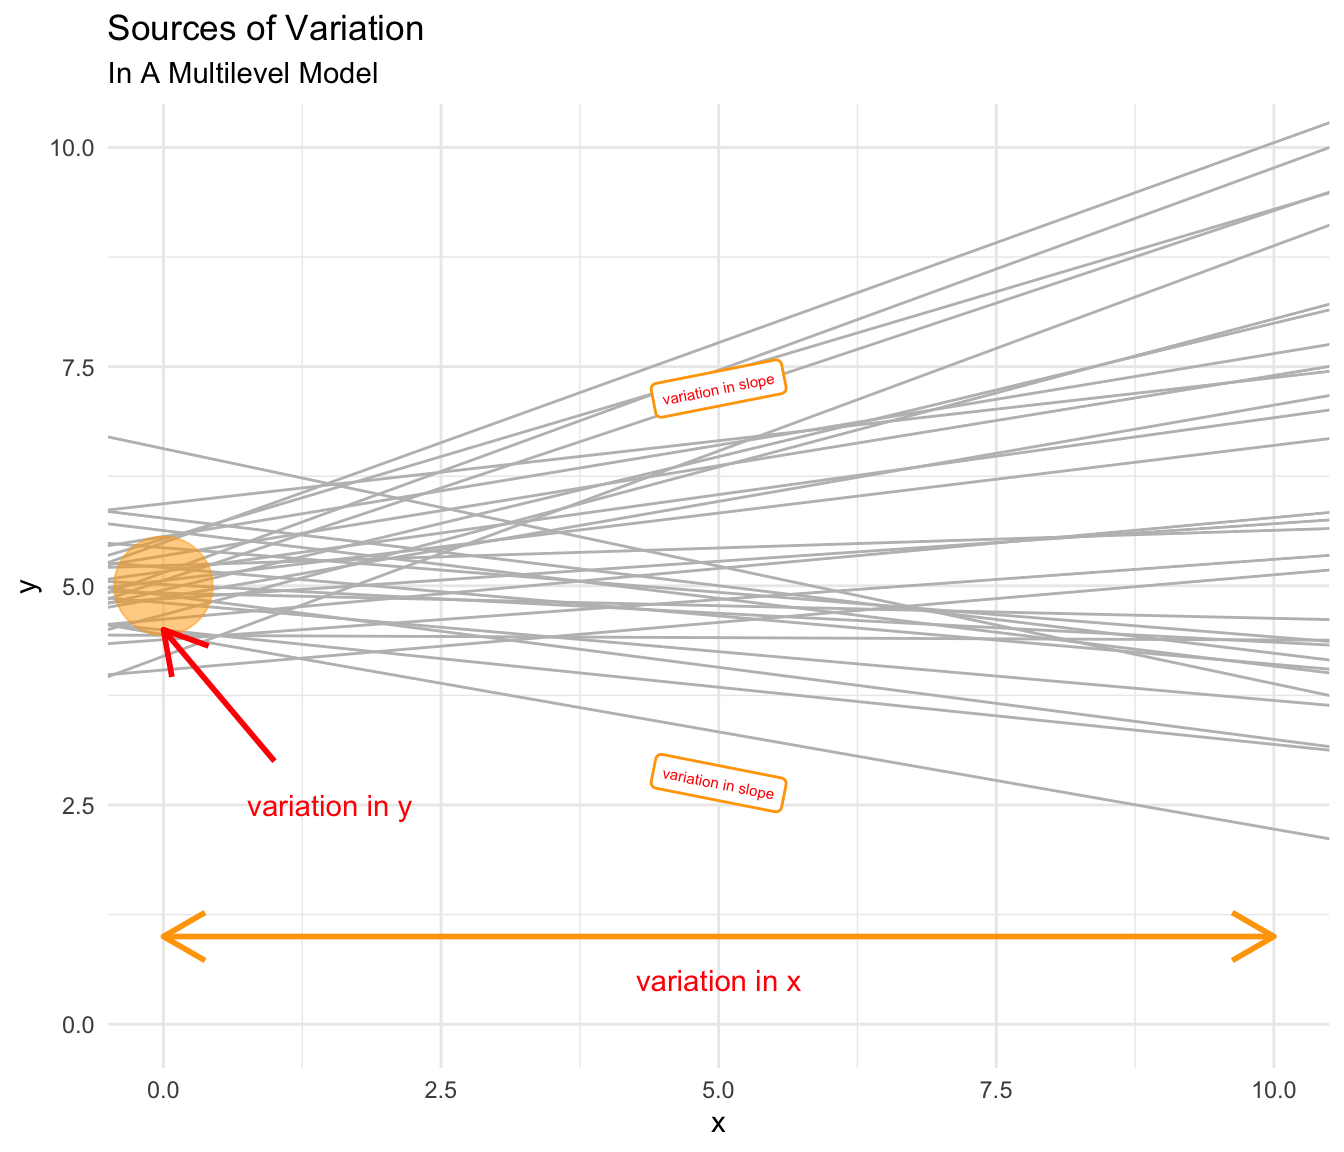 Sources of Variation
In A Multilevel Model
10.0
7.5
variation in slope
5.0
y
variation in slope
2.5
variation in y
variation in x
0.0
0.0 2.5 5.0 7.5 10.0
x